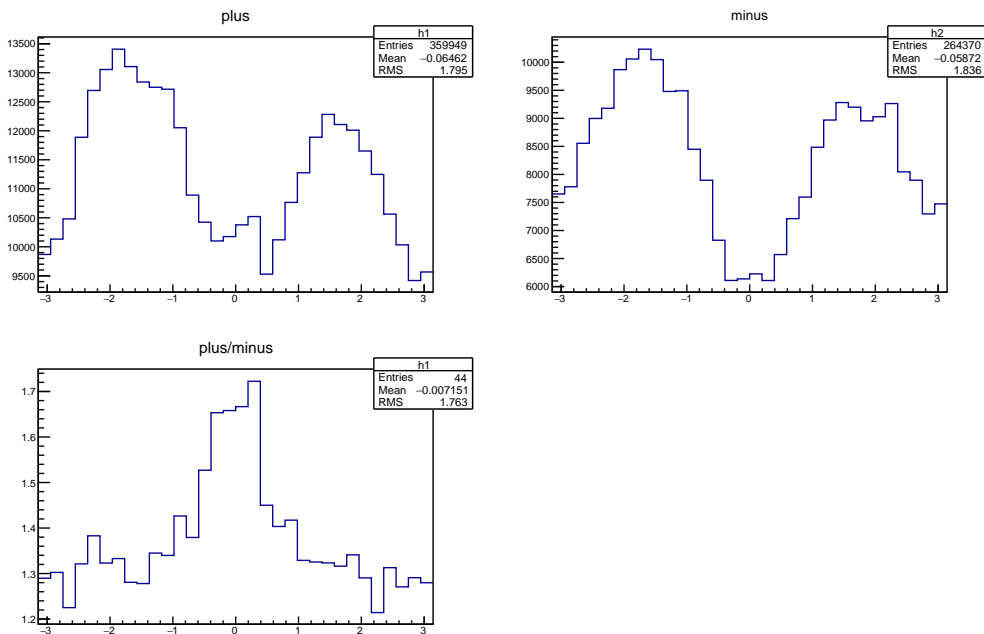 plus
h1
Entries 359949
Mean −0.06462
RMS 1.795
13500
13000
12500
12000
11500
11000
10500
10000
9500
−3 −2 −1 0 1 2 3
minus
h2
Entries 264370
Mean −0.05872
RMS 1.836
10000
9500
9000
8500
8000
7500
7000
6500
6000
−3 −2 −1 0 1 2 3
plus/minus
h1
Entries 44
Mean −0.007151
RMS 1.763
1.7
1.6
1.5
1.4
1.3
1.2
−3 −2 −1 0 1 2 3